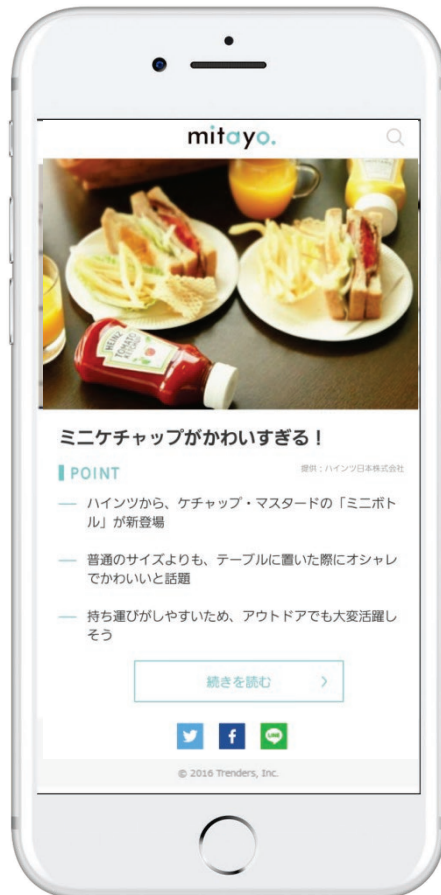 mitayo.
HEINZ
TOMATO
KETCHUP
ミニケチャップがかわいすぎる！
POINT
提供：ハインツ日本株式会社
ハインツから、ケチャップ・マスタードの「ミニボト
ル」が新登場
普通のサイズよりも、テーブルに置いた際にオシャレ
でかわいいと話題
持ち運びがしやすいため、アウトドアでも大変活躍し
そう
続きを読む
LINE
© 2016 Trenders, Inc.